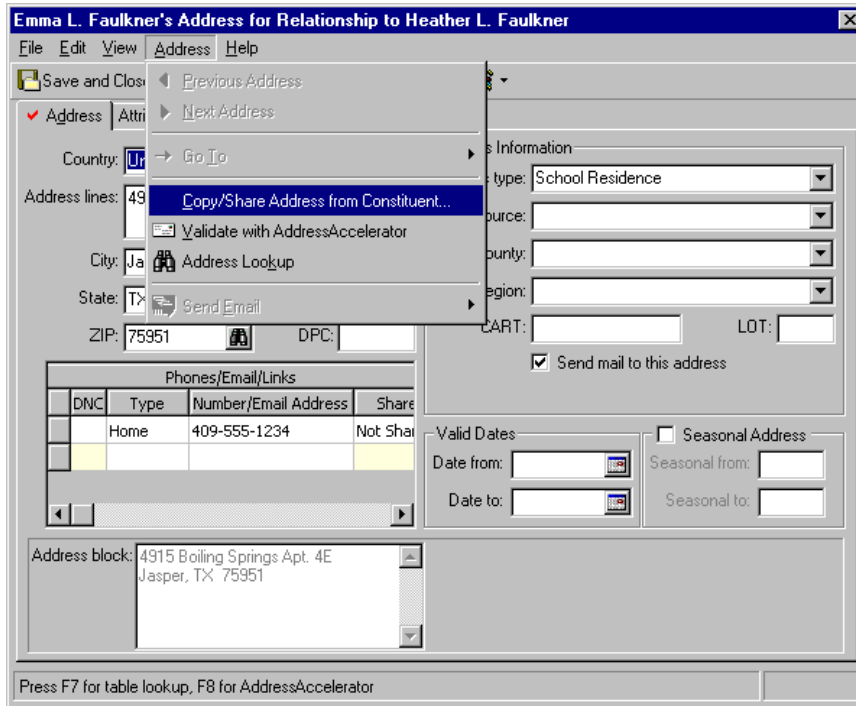 Emma L. Faulkner's Address for Relationship to Heather L. Faulkner
File Edit View Address Help
Save and Clos
Previous Address
Next Address
Go To
Copy/Share Address from Constituent...
Validate with AddressAccelerator
Address Lookup
Send Email
Address Attri
Country: Un
Address lines: 49
City: Ja
State: TX
ZIP: 75951 DPC:
s Information
type: School Residence
ource:
ounty:
egion:
CART: LOT:
Send mail to this address
Phones/Email/Links
DNC Type Number/Email Address Share
Home 409-555-1234 Not Shar
Valid Dates
Date from:
Date to:
Seasonal Address
Seasonal from:
Seasonal to:
Address block: 4915 Boiling Springs Apt. 4E
Jasper, TX 75951
Press F7 for table lookup, F8 for AddressAccelerator